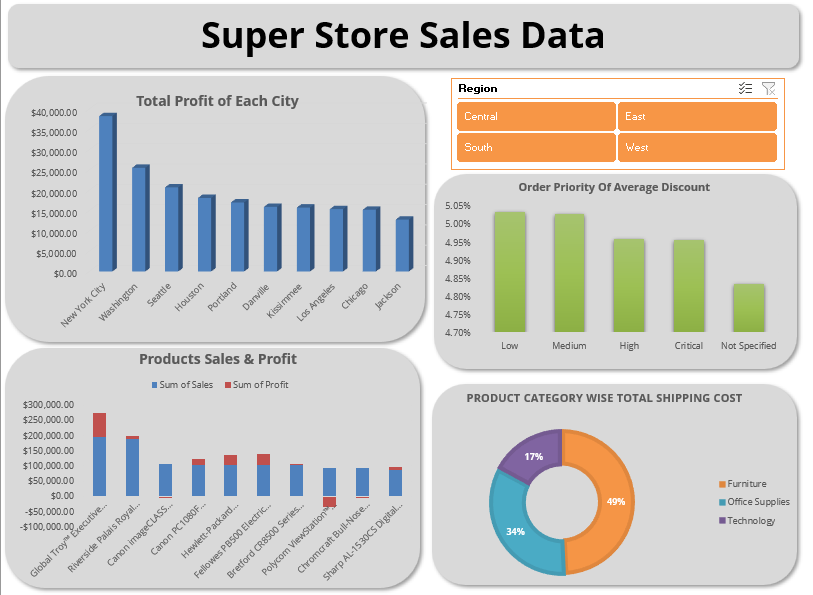 Super Store Sales Data
Total Profit of Each City
$40,000.00
$35,000.00
$30,000.00
$25,000.00
$20,000.00
$15,000.00
$10,000.00
$5,000.00
$0.00
New York City
Washington
Seattle
Houston
Portland
Danville
Kissimmee
Los Angeles
Chicago
Jackson
Region
Central
East
South
West
Order Priority Of Average Discount
5.05%
5.00%
4.95%
4.90%
4.85%
4.80%
4.75%
4.70%
Low
Medium
High
Critical
Not Specified
Products Sales & Profit
Sum of Sales
Sum of Profit
$300,000.00
$250,000.00
$200,000.00
$150,000.00
$100,000.00
$50,000.00
$0.00
-$50,000.00
-$100,000.00
Global Troy™ Executive...
Riverside Palais Royal...
Canon imageCLASS...
Canon PC1080F...
Hewlett-Packard...
Fellowes PB500 Electric...
Bretford CR8500 Series...
Polycom ViewStation™...
Chromcraft Bull-Nose...
Sharp AL-1530CS Digital...
PRODUCT CATEGORY WISE TOTAL SHIPPING COST
17%
49%
34%
Furniture
Office Supplies
Technology